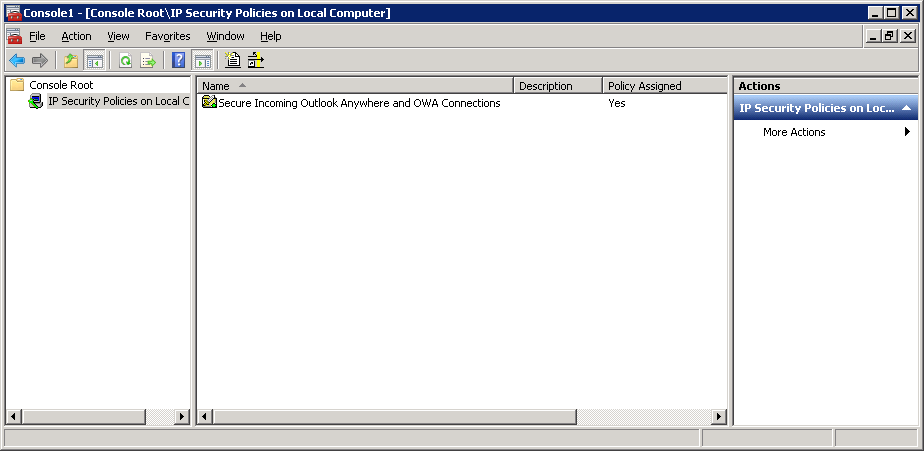 Console1 - [Console Root\IP Security Policies on Local Computer]
File Action View Favorites Window Help
Console Root
IP Security Policies on Local C
Name Description Policy Assigned
Secure Incoming Outlook Anywhere and OWA Connections Yes
Actions
IP Security Policies on Loc...
More Actions